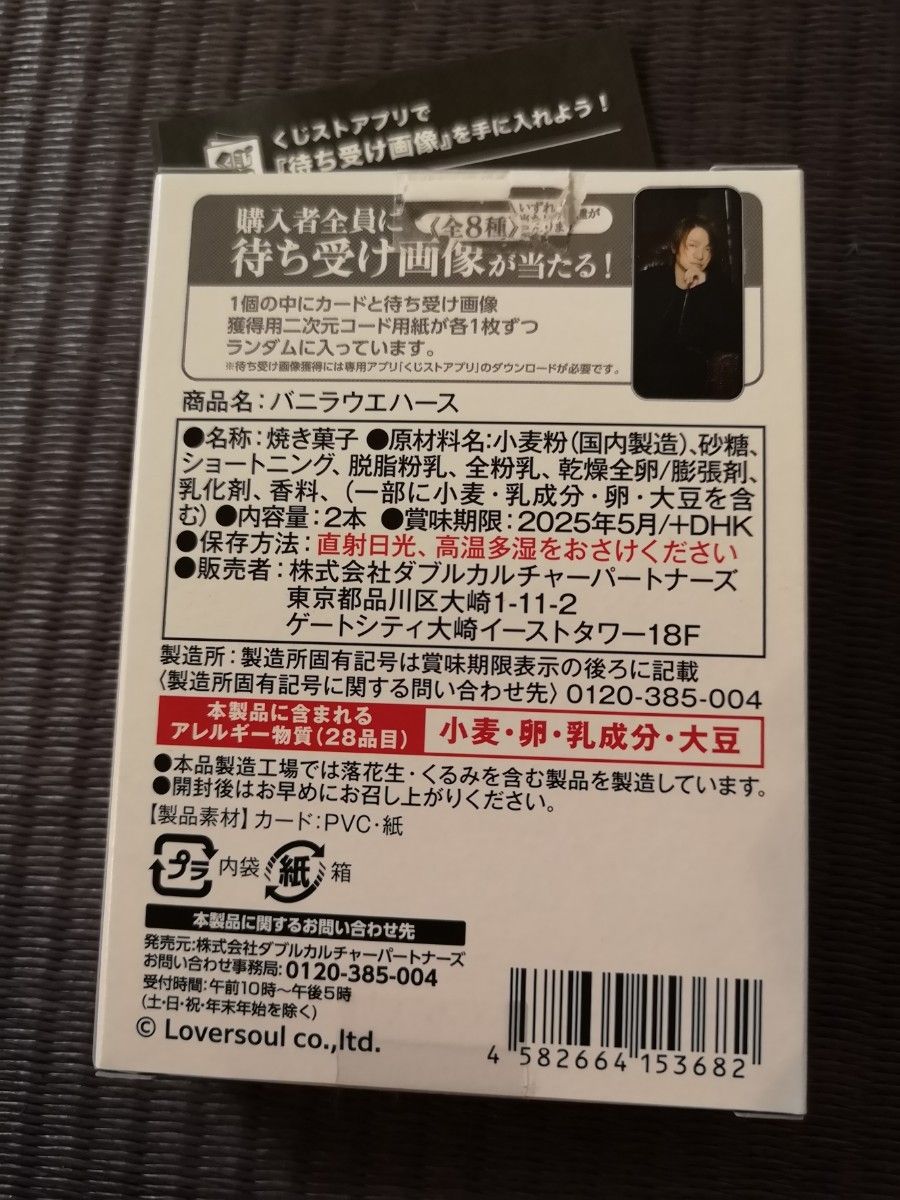 くじストアプリで
『待ち受け画像』を手に入れよう！
くじ
購入者全員に《全8種》いずれ
待ち受け画像が当たる！
1個の中にカードと待ち受け画像
獲得用二次元コード用紙が各1枚ずつ
ランダムに入っています。
※待ち受け画像獲得には専用アプリ「くじストアプリ」のダウンロードが必要です。
商品名：バニラウエハース
●名称：焼き菓子 ●原材料名：小麦粉（国内製造）、砂糖、
ショートニング、脱脂粉乳、全粉乳、乾燥全卵/膨張剤、
乳化剤、香料、（一部に小麦・乳成分・卵・大豆を含
む）●内容量：2本 ●賞味期限：2025年5月/+DHK
●保存方法：直射日光、高温多湿をおさけください
●販売者：株式会社ダブルカルチャーパートナーズ
東京都品川区大崎1-11-2
ゲートシティ大崎イーストタワー18F
製造所：製造所固有記号は賞味期限表示の後ろに記載
〈製造所固有記号に関する問い合わせ先〉0120-385-004
本製品に含まれる
アレルギー物質（28品目）
小麦・卵・乳成分・大豆
●本品製造工場では落花生・くるみを含む製品を製造しています。
●開封後はお早めにお召し上がりください。
【製品素材】カード：PVC・紙
プラ 内袋 紙 箱
本製品に関するお問い合わせ先
発売元：株式会社ダブルカルチャーパートナーズ
お問い合わせ事務局：0120-385-004
受付時間：午前10時～午後5時
（土・日・祝・年末年始を除く）
© Loversoul co.,ltd.
4 582664 153682